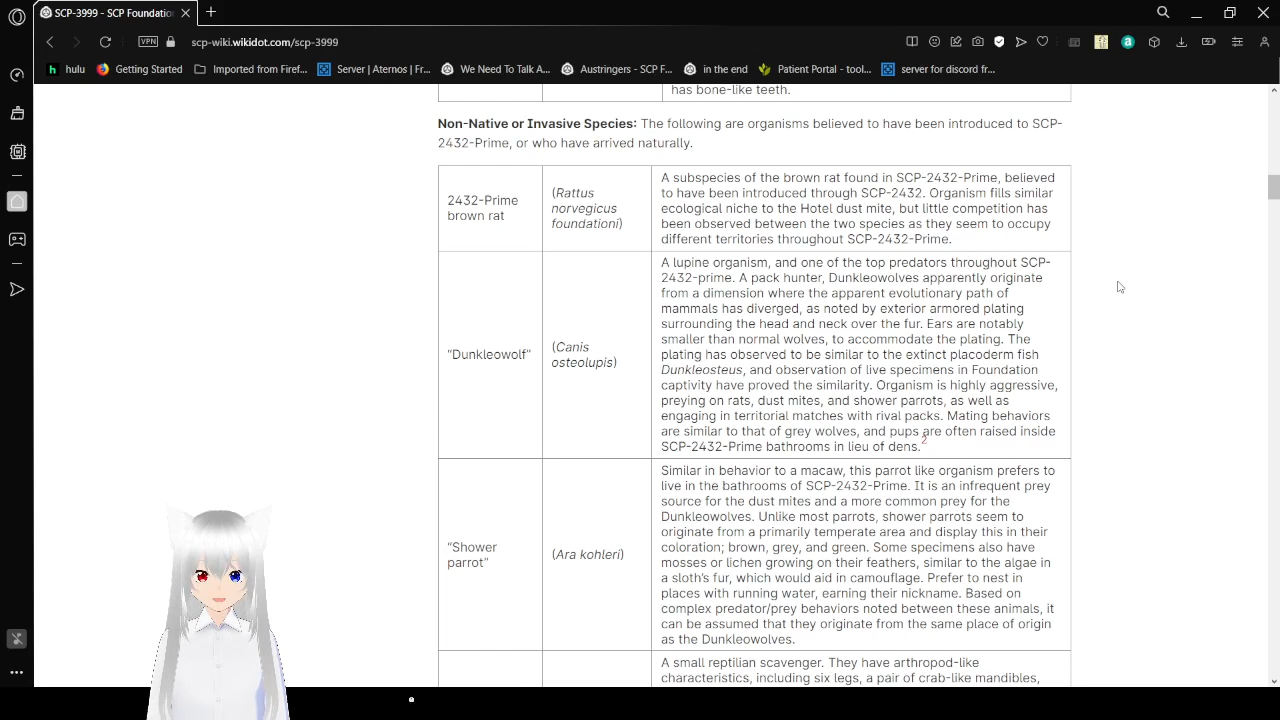 SCP-3999 - SCP Foundatio
scp-wiki.wikidot.com/scp-3999
VPN
hulu
Getting Started
Imported from Firef...
Server | Aternos | Fr...
We Need To Talk A...
Austringers - SCP F...
in the end
Patient Portal - tool...
server for discord fr...
has bone-like teeth.
Non-Native or Invasive Species: The following are organisms believed to have been introduced to SCP-
2432-Prime, or who have arrived naturally.
2432-Prime
brown rat
(Rattus
norvegicus
foundationi)
A subspecies of the brown rat found in SCP-2432-Prime, believed
to have been introduced through SCP-2432. Organism fills similar
ecological niche to the Hotel dust mite, but little competition has
been observed between the two species as they seem to occupy
different territories throughout SCP-2432-Prime.
“Dunkleowolf”
(Canis
osteolupis)
A lupine organism, and one of the top predators throughout SCP-
2432-prime. A pack hunter, Dunkleowolves apparently originate
from a dimension where the apparent evolutionary path of
mammals has diverged, as noted by exterior armored plating
surrounding the head and neck over the fur. Ears are notably
smaller than normal wolves, to accommodate the plating. The
plating has observed to be similar to the extinct placoderm fish
Dunkleosteus, and observation of live specimens in Foundation
captivity have proved the similarity. Organism is highly aggressive,
preying on rats, dust mites, and shower parrots, as well as
engaging in territorial matches with rival packs. Mating behaviors
are similar to that of grey wolves, and pups are often raised inside
SCP-2432-Prime bathrooms in lieu of dens.2
“Shower
parrot”
(Ara kohleri)
Similar in behavior to a macaw, this parrot like organism prefers to
live in the bathrooms of SCP-2432-Prime. It is an infrequent prey
source for the dust mites and a more common prey for the
Dunkleowolves. Unlike most parrots, shower parrots seem to
originate from a primarily temperate area and display this in their
coloration; brown, grey, and green. Some specimens also have
mosses or lichen growing on their feathers, similar to the algae in
a sloth's fur, which would aid in camouflage. Prefer to nest in
places with running water, earning their nickname. Based on
complex predator/prey behaviors noted between these animals, it
can be assumed that they originate from the same place of origin
as the Dunkleowolves.
A small reptilian scavenger. They have arthropod-like
characteristics, including six legs, a pair of crab-like mandibles,